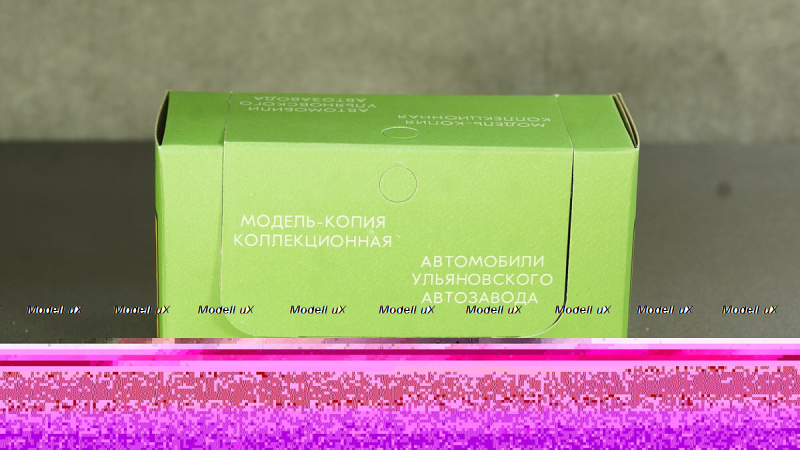 АВТОМОБИЛИ
УЛЬЯНОВСКОГО
АВТОЗАВОДА
МОДЕЛЬ-КОПИЯ
КОЛЛЕКЦИОННАЯ
МОДЕЛЬ-КОПИЯ
КОЛЛЕКЦИОННАЯ
АВТОМОБИЛИ
УЛЬЯНОВСКОГО
АВТОЗАВОДА
Modell uX Modell uX Modell uX Modell uX Modell uX Modell uX Modell uX Modell uX Modell uX